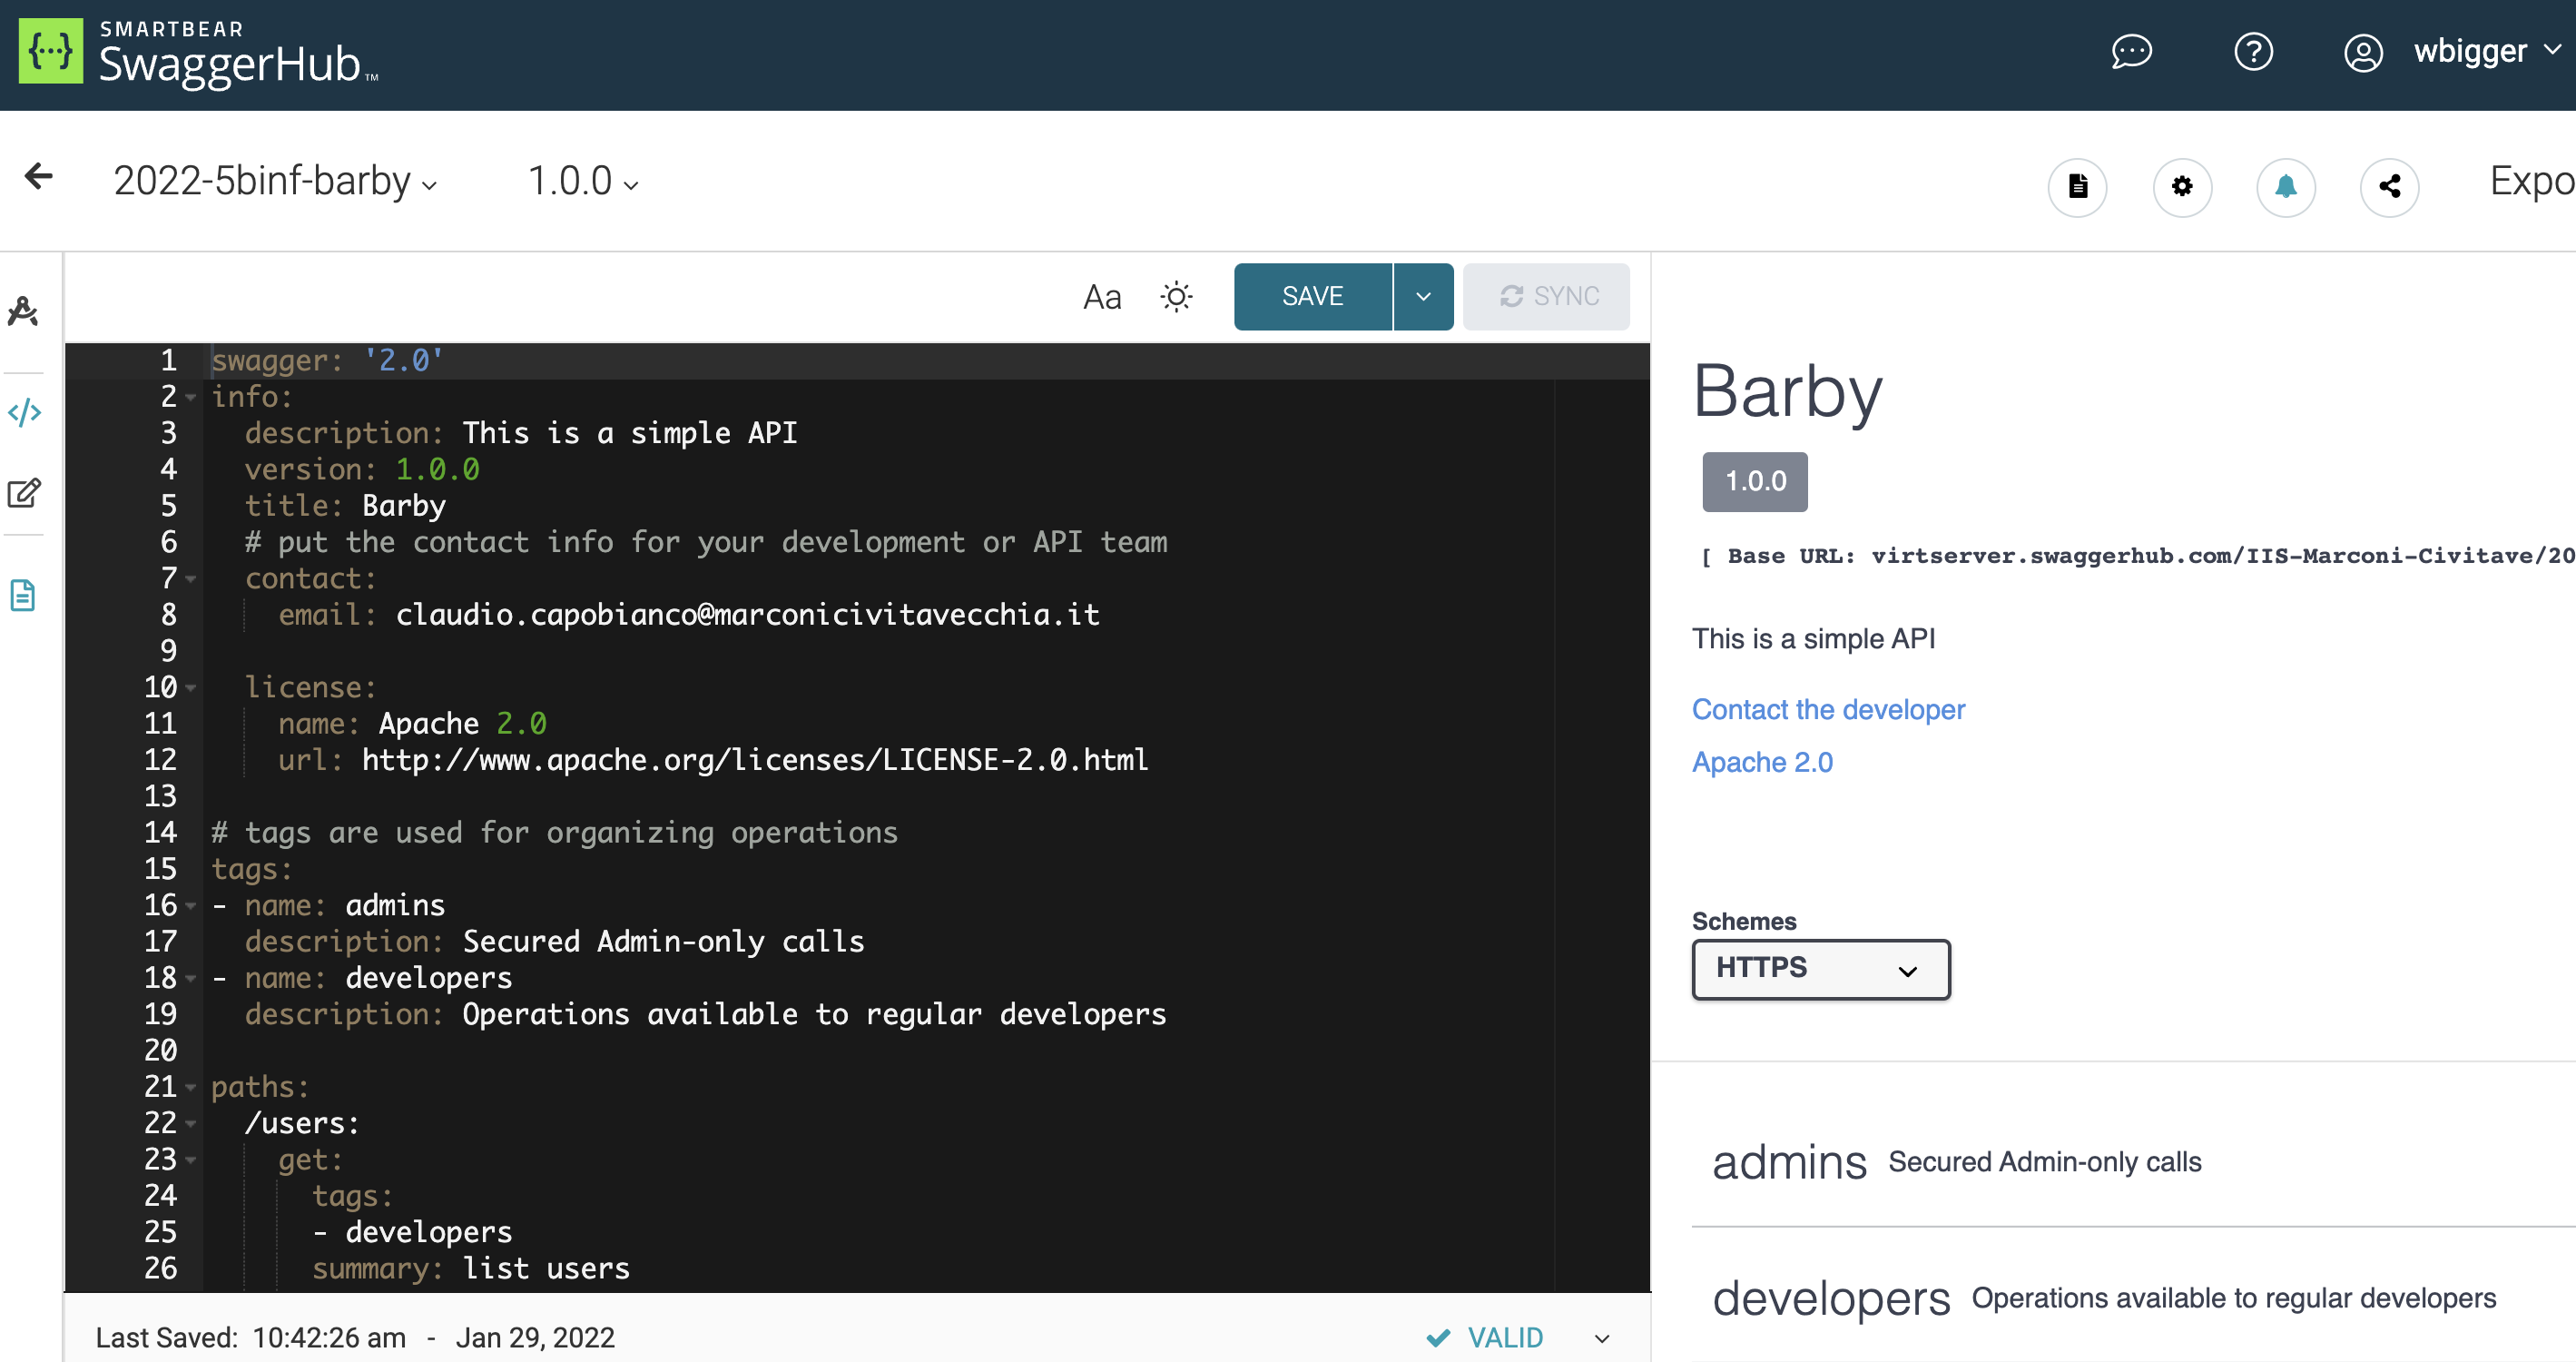 SMARTBEAR
SwaggerHub™
wbigger
2022-5binf-barby
1.0.0
Expo
Aa
SAVE
SYNC
1 swagger: '2.0'
2 info:
3 description: This is a simple API
4 version: 1.0.0
5 title: Barby
6 # put the contact info for your development or API team
7 contact:
8 email: claudio.capobianco@marconicivitavecchia.it
9
10 license:
11 name: Apache 2.0
12 url: http://www.apache.org/licenses/LICENSE-2.0.html
13
14 # tags are used for organizing operations
15 tags:
16 - name: admins
17 description: Secured Admin-only calls
18 - name: developers
19 description: Operations available to regular developers
20
21 paths:
22 /users:
23 get:
24 tags:
25 - developers
26 summary: list users
Last Saved: 10:42:26 am - Jan 29, 2022
VALID
Barby
1.0.0
[ Base URL: virtserver.swaggerhub.com/IIS-Marconi-Civitave/20
This is a simple API
Contact the developer
Apache 2.0
Schemes
HTTPS
admins Secured Admin-only calls
developers Operations available to regular developers